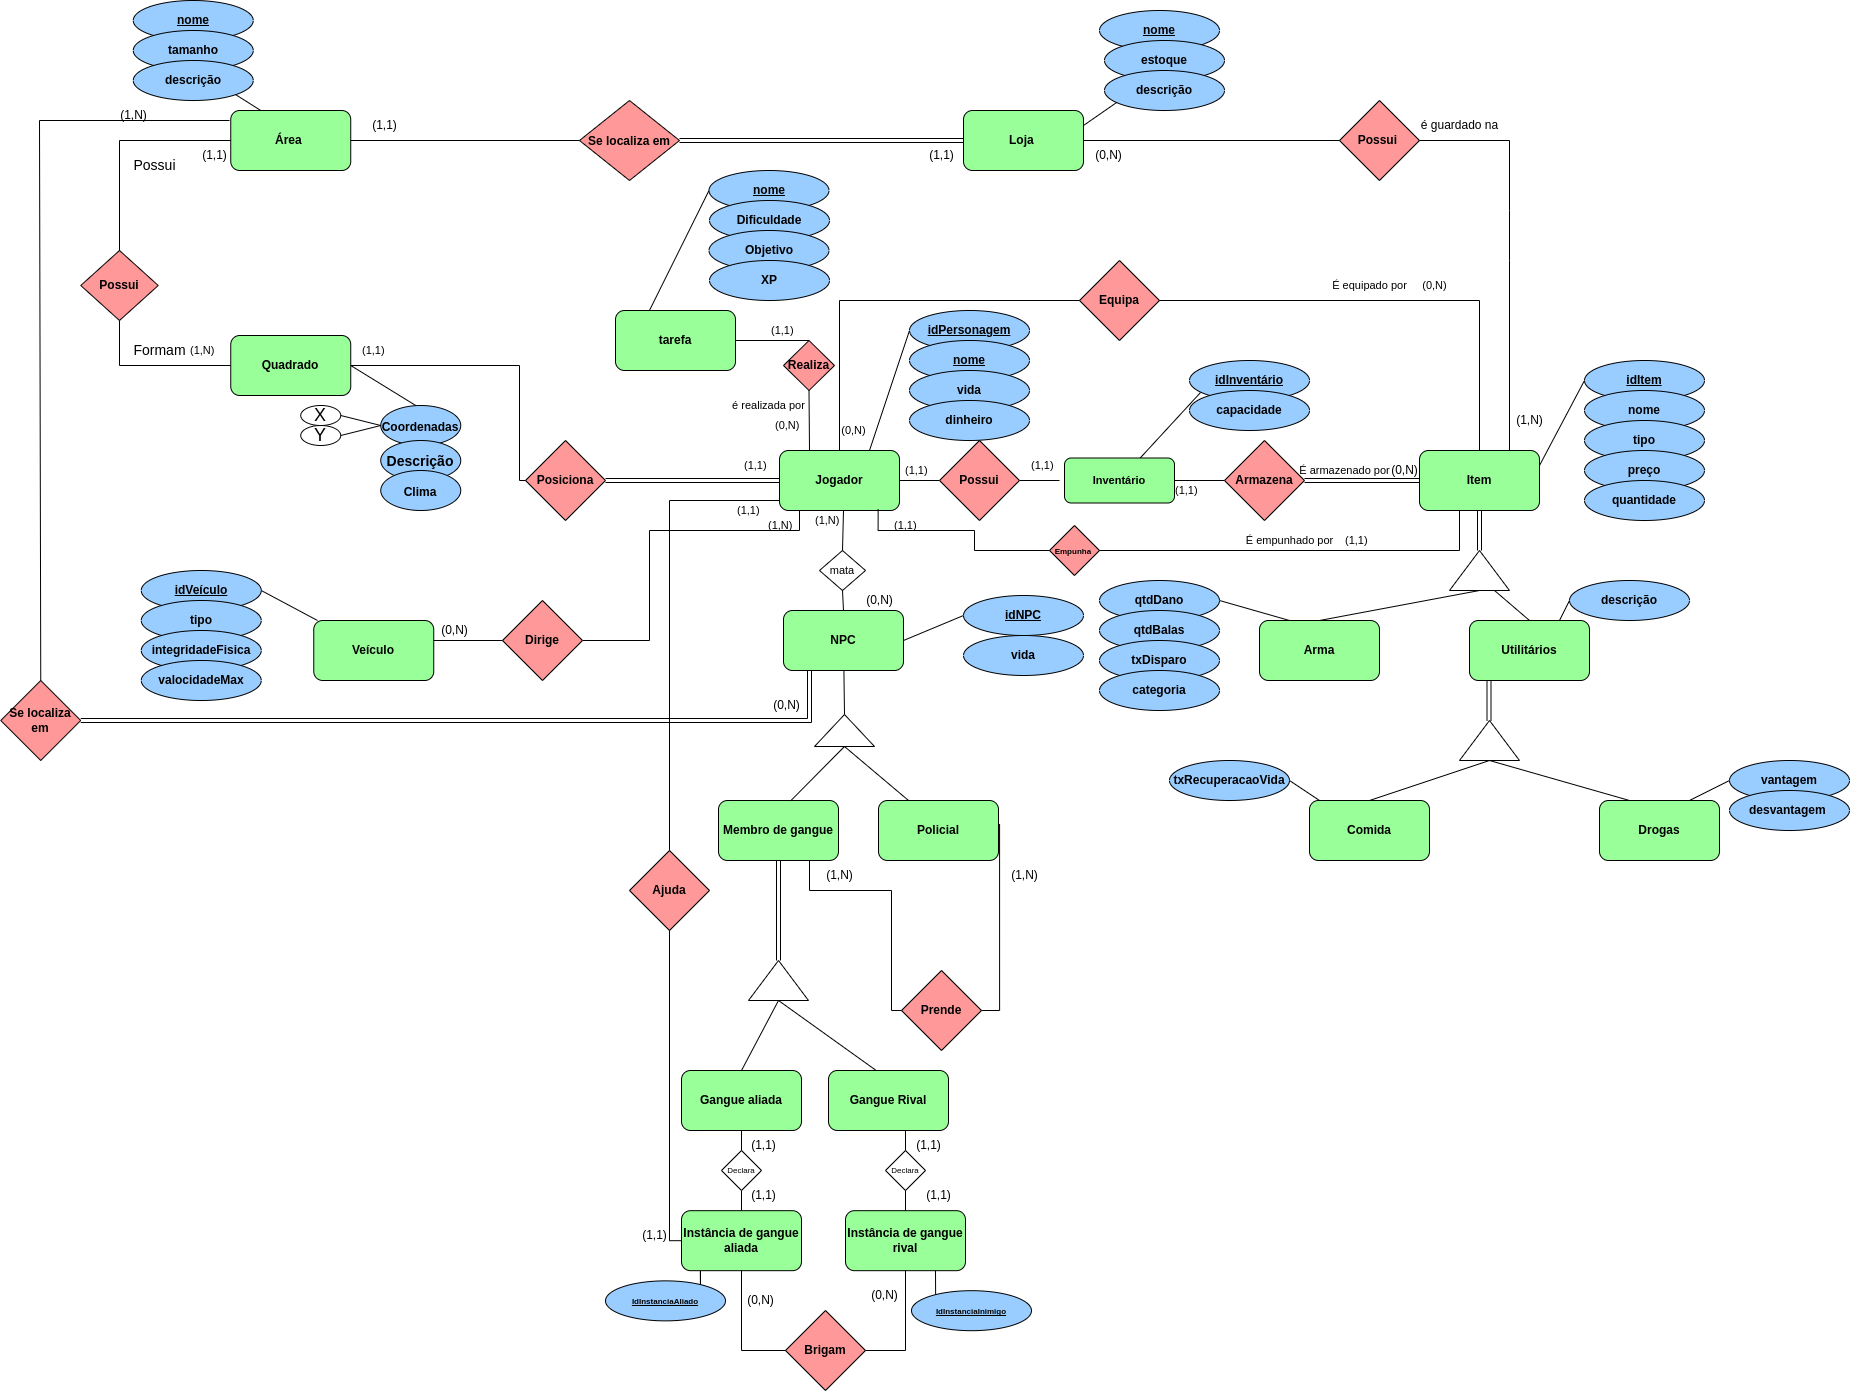 nome
tamanho
descrição
nome
estoque
descrição
(1,N)
(1,1)
é guardado na
Área
Se localiza em
Loja
Possui
(1,1)
(1,1)
(0,N)
Possui
nome
Dificuldade
Objetivo
XP
Possui
É equipado por
(0,N)
Equipa
(1,1)
tarefa
Realiza
idPersonagem
nome
vida
dinheiro
Formam
(1,N)
(1,1)
Quadrado
idInventário
capacidade
idItem
nome
tipo
preço
quantidade
X
Y
Coordenadas
Descrição
Clima
é realizada por
(0,N)
(0,N)
(1,N)
(1,1)
(1,1)
(1,1)
É armazenado por
(0,N)
Posiciona
Jogador
Possui
Inventário
Armazena
Item
(1,1)
(1,1)
(1,N)
(1,N)
(1,1)
É empunhado por
(1,1)
Empunha
mata
idVeículo
tipo
integridadeFisica
valocidadeMax
(0,N)
idNPC
vida
qtdDano
qtdBalas
txDisparo
categoria
descrição
(0,N)
Veículo
Dirige
NPC
Arma
Utilitários
Se localiza
em
(0,N)
txRecuperacaoVida
vantagem
desvantagem
Membro de gangue
Policial
Comida
Drogas
(1,N)
(1,N)
Ajuda
Prende
Gangue aliada
Gangue Rival
(1,1)
(1,1)
Declara
Declara
(1,1)
(1,1)
(1,1)
Instância de gangue
aliada
Instância de gangue
rival
IdInstanciaAliado
(0,N)
(0,N)
IdInstanciaInimigo
Brigam